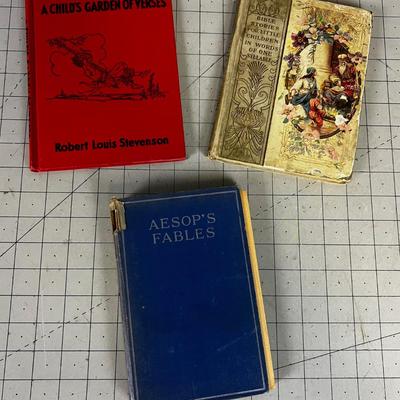 A CHILD'S GARDEN OF VERSES
Robert Louis Stevenson
BIBLE
STORIES
FOR LITTLE
CHILDREN
IN WORDS
OF ONE
SYLLABLE
AESOP'S
FABLES